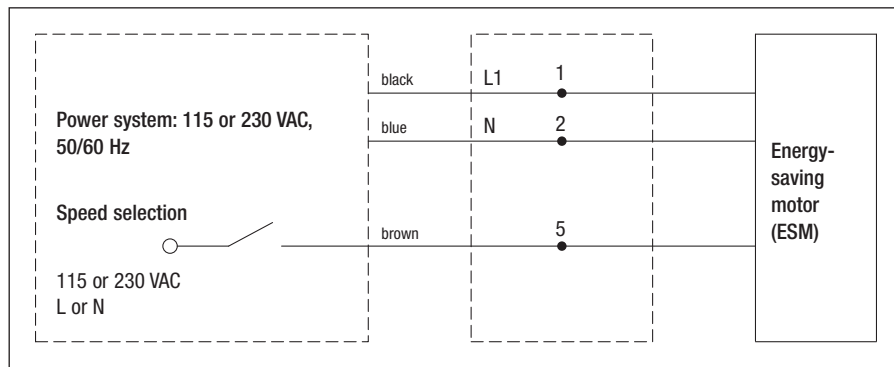 Power system: 115 or 230 VAC,
50/60 Hz
Speed selection
115 or 230 VAC
L or N
black
L1
1
blue
N
2
brown
5
Energy-
saving
motor
(ESM)